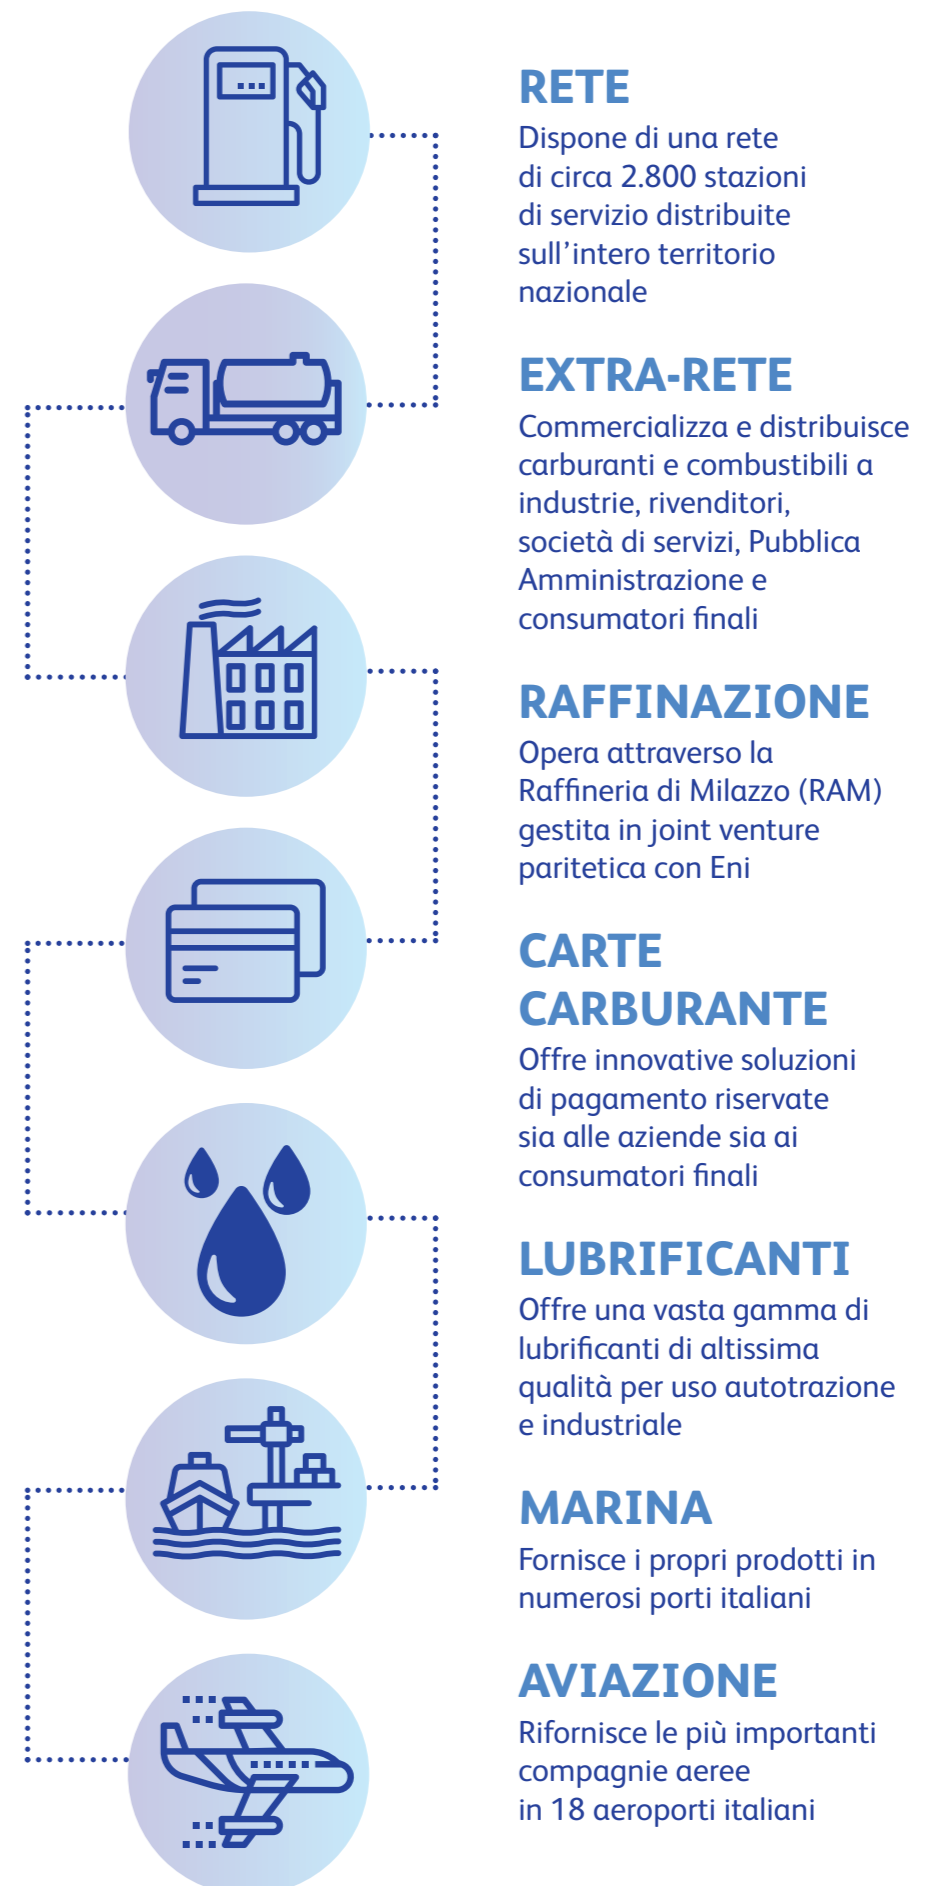 RETE
Dispone di una rete
di circa 2.800 stazioni
di servizio distribuite
sull'intero territorio
nazionale
EXTRA-RETE
Commercializza e distribuisce
carburanti e combustibili a
industrie, rivenditori,
società di servizi, Pubblica
Amministrazione e
consumatori finali
RAFFINAZIONE
Opera attraverso la
Raffineria di Milazzo (RAM)
gestita in joint venture
paritetica con Eni
CARTE
CARBURANTE
Offre innovative soluzioni
di pagamento riservate
sia alle aziende sia ai
consumatori finali
LUBRIFICANTI
Offre una vasta gamma di
lubrificanti di altissima
qualità per uso autotrazione
e industriale
MARINA
Fornisce i propri prodotti in
numerosi porti italiani
AVIAZIONE
Rifornisce le più importanti
compagnie aeree
in 18 aeroporti italiani